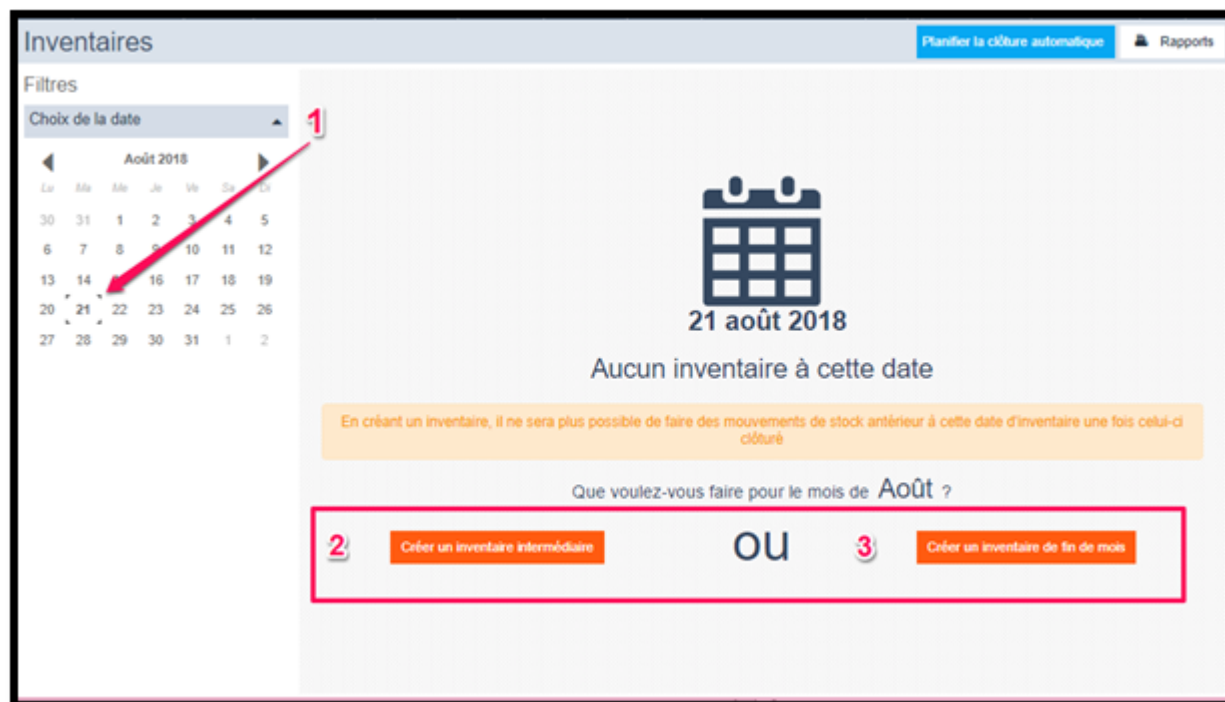 Inventaires
Planifier la clôture automatique
Rapports
Filtres
Choix de la date
1
Août 2018
Lu Ma Me Je Ve Sa Di
30 31 1 2 3 4 5
6 7 8 9 10 11 12
13 14 15 16 17 18 19
20 21 22 23 24 25 26
27 28 29 30 31 1 2
21 août 2018
Aucun inventaire à cette date
En créant un inventaire, il ne sera plus possible de faire des mouvements de stock antérieur à cette date d'inventaire une fois celui-ci
clôturé
Que voulez-vous faire pour le mois de Août ?
2
Créer un inventaire intermédiaire
ou
3
Créer un inventaire de fin de mois